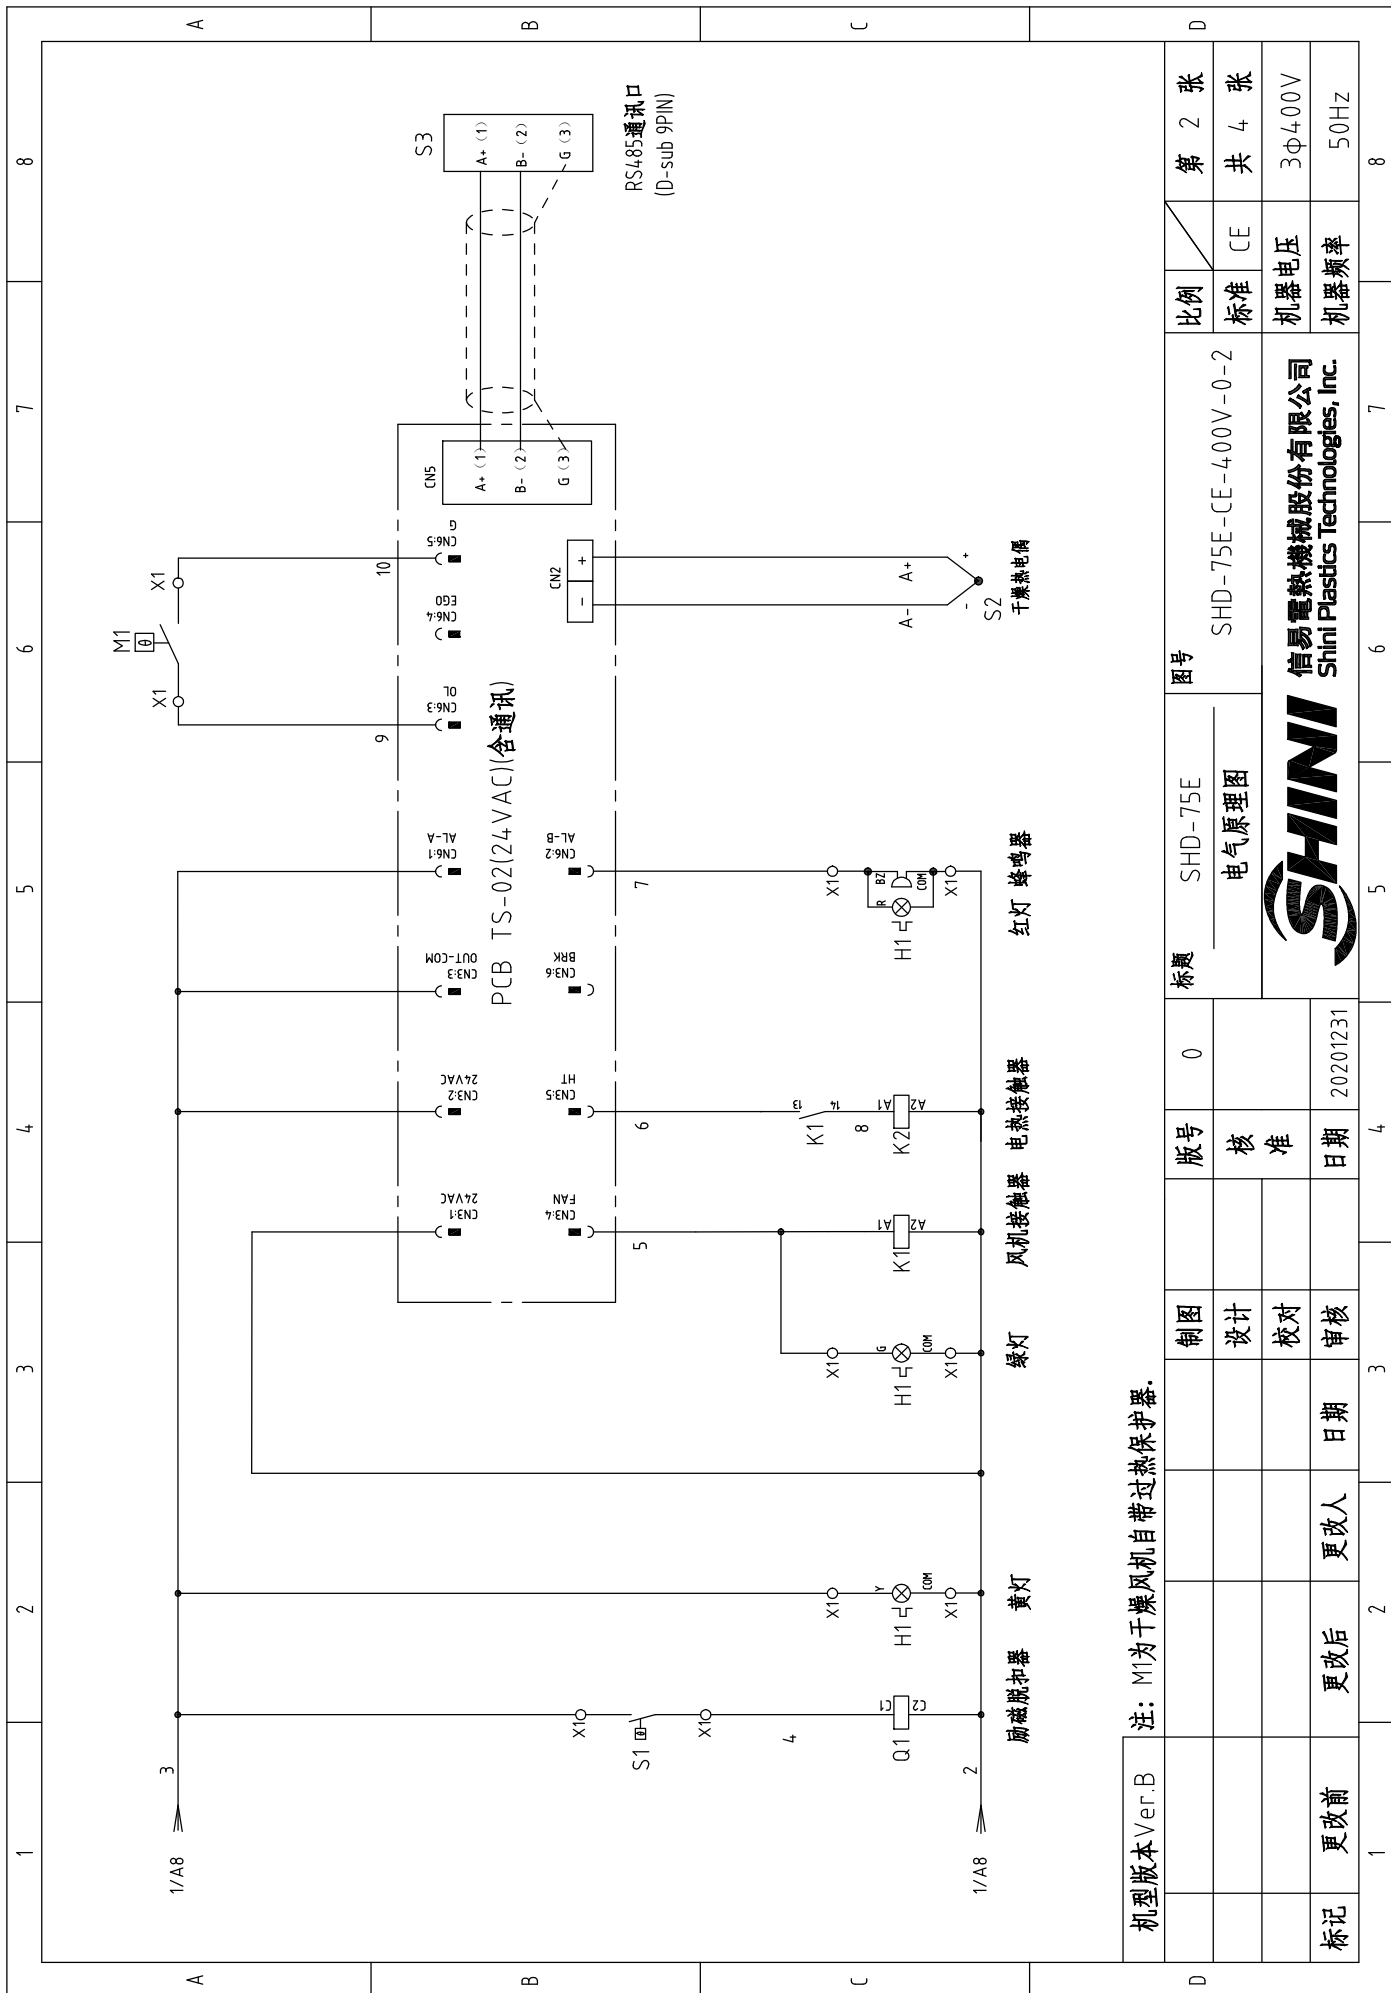 1 2 3 4 5 6 7 8
A
B
C
D
1/A8
3
1/A8
2
X1
S1
X1
4
Q1
C1
C2
励磁脱扣器
X1
Y
H1
COM
X1
黄灯
X1
G
H1
COM
X1
绿灯
CN3:1
24VAC
CN3:4
FAN
5
K1
A1
A2
风机接触器
CN3:2
24VAC
CN3:5
HT
6
13
K1
14
8
K2
A1
A2
电热接触器
CN3:3
OUT-COM
CN3:6
BRK
PCB TS-02(24VAC)(含通讯)
CN6:1
AL-A
CN6:2
AL-B
7
X1
R
BZ
H1
COM
X1
红灯 蜂鸣器
X1
M1
θ
X1
9
10
CN6:3
OL
CN6:4
EGO
CN6:5
G
CN2
- +
A- A+
- +
S2
干燥热电偶
CN5
A+ (1)
B- (2)
G (3)
S3
A+ (1)
B- (2)
G (3)
RS485通讯口
(D-sub 9PIN)
机型版本Ver.B
注: M1为干燥风机自带过热保护器.
标记 更改前 更改后 更改人 日期
制图
设计
校对
审核
版号 0
核准
日期 20201231
标题
SHD-75E
电气原理图
图号
SHD-75E-CE-400V-0-2
SHINI
信易電熱機械股份有限公司
Shini Plastics Technologies, Inc.
比例 第 2 张
标准 CE 共 4 张
机器电压 3Φ400V
机器频率 50Hz
1 2 3 4 5 6 7 8
A
B
C
D